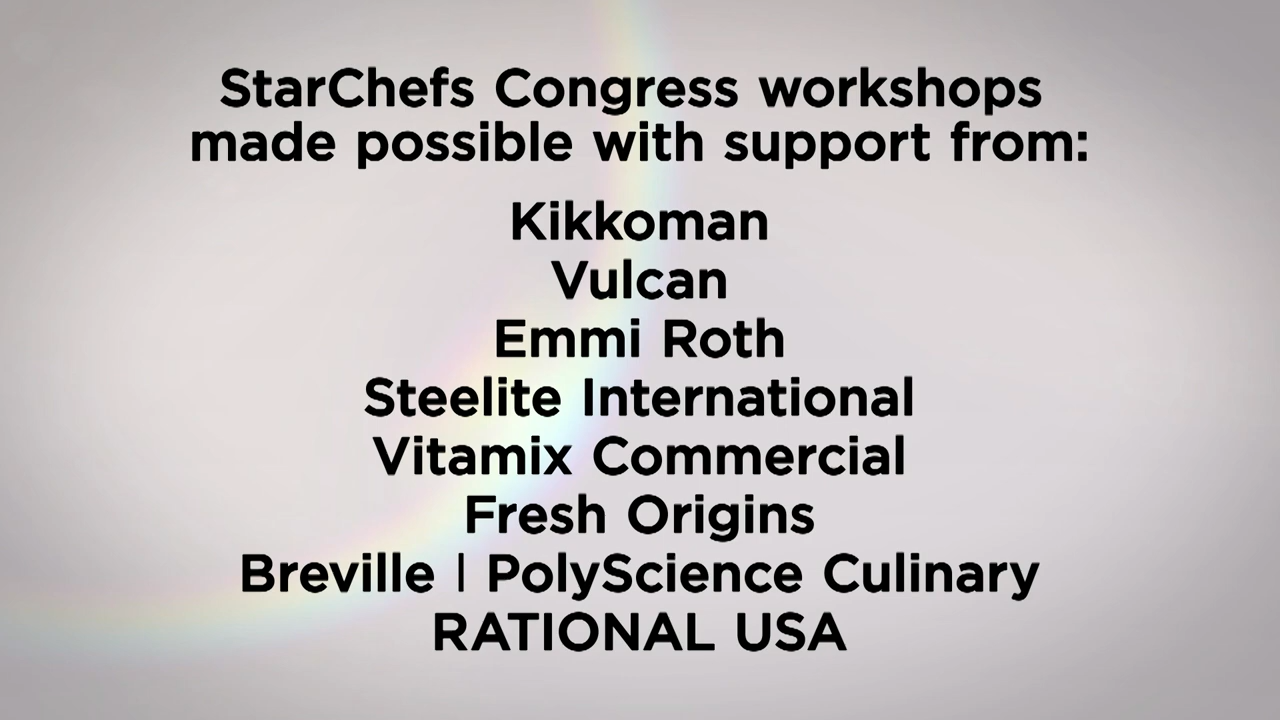 StarChefs Congress workshops
made possible with support from:
Kikkoman
Vulcan
Emmi Roth
Steelite International
Vitamix Commercial
Fresh Origins
Breville | PolyScience Culinary
RATIONAL USA